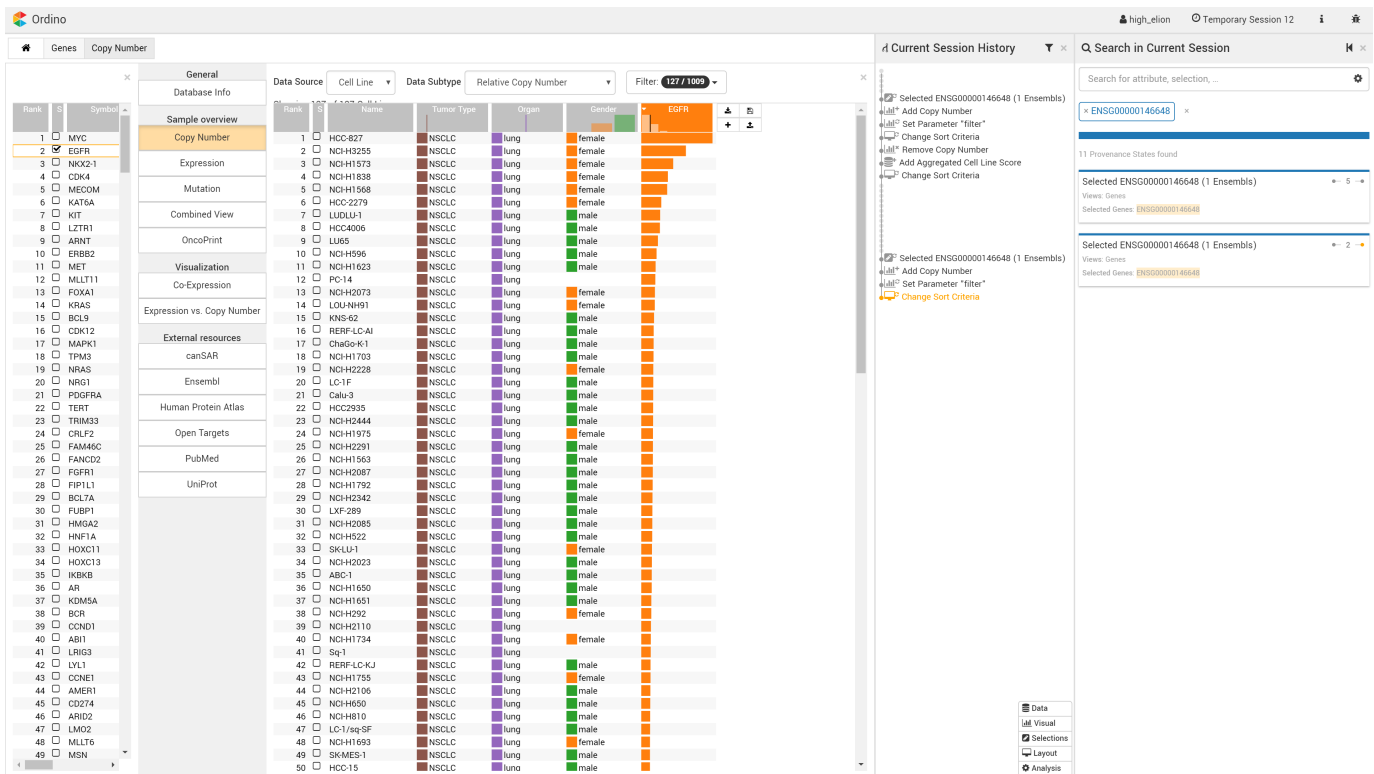 Ordino
high_elion
Temporary Session 12
Genes
Copy Number
General
Database Info
Sample overview
Copy Number
Expression
Mutation
Combined View
OncoPrint
Visualization
Co-Expression
Expression vs. Copy Number
External resources
canSAR
Ensembl
Human Protein Atlas
Open Targets
PubMed
UniProt
Rank S Symbol
1 MYC
2 EGFR
3 NKX2-1
4 CDK4
5 MECOM
6 KAT6A
7 KIT
8 LZTR1
9 ARNT
10 ERBB2
11 MET
12 MLLT11
13 FOXA1
14 KRAS
15 BCL9
16 CDK12
17 MAPK1
18 TPM3
19 NRAS
20 NRG1
21 PDGFRA
22 TERT
23 TRIM33
24 CRLF2
25 FAM46C
26 FANCD2
27 FGFR1
28 FIP1L1
29 BCL7A
30 FUBP1
31 HMGA2
32 HNF1A
33 HOXC11
34 HOXC13
35 IKBKB
36 AR
37 KDM5A
38 BCR
39 CCND1
40 ABI1
41 LRIG3
42 LYL1
43 CCNE1
44 AMER1
45 CD274
46 ARID2
47 LMO2
48 MLLT6
49 MSN
Data Source Cell Line Data Subtype Relative Copy Number Filter: 127 / 1009
Rank S Name Tumor Type Organ Gender EGFR
1 HCC-827 NSCLC lung female
2 NCI-H3255 NSCLC lung female
3 NCI-H1573 NSCLC lung female
4 NCI-H1838 NSCLC lung female
5 NCI-H1568 NSCLC lung female
6 HCC-2279 NSCLC lung female
7 LUDLU-1 NSCLC lung male
8 HCC4006 NSCLC lung male
9 LU65 NSCLC lung male
10 NCI-H596 NSCLC lung male
11 NCI-H1623 NSCLC lung male
12 PC-14 NSCLC lung
13 NCI-H2073 NSCLC lung female
14 LOU-NH91 NSCLC lung female
15 KNS-62 NSCLC lung male
16 RERF-LC-AI NSCLC lung male
17 ChaGo-K-1 NSCLC lung male
18 NCI-H1703 NSCLC lung male
19 NCI-H2228 NSCLC lung female
20 LC-1F NSCLC lung male
21 Calu-3 NSCLC lung male
22 HCC2935 NSCLC lung male
23 NCI-H2444 NSCLC lung male
24 NCI-H1975 NSCLC lung female
25 NCI-H2291 NSCLC lung male
26 NCI-H1563 NSCLC lung male
27 NCI-H2087 NSCLC lung male
28 NCI-H1792 NSCLC lung male
29 NCI-H2342 NSCLC lung male
30 LXF-289 NSCLC lung male
31 NCI-H2085 NSCLC lung male
32 NCI-H522 NSCLC lung male
33 SK-LU-1 NSCLC lung female
34 NCI-H2023 NSCLC lung male
35 ABC-1 NSCLC lung male
36 NCI-H1650 NSCLC lung male
37 NCI-H1651 NSCLC lung male
38 NCI-H292 NSCLC lung female
39 NCI-H2110 NSCLC lung
40 NCI-H1734 NSCLC lung female
41 Sq-1 NSCLC lung
42 RERF-LC-KJ NSCLC lung male
43 NCI-H1755 NSCLC lung female
44 NCI-H2106 NSCLC lung male
45 NCI-H650 NSCLC lung male
46 NCI-H810 NSCLC lung male
47 LC-1/sq-SF NSCLC lung male
48 NCI-H1693 NSCLC lung female
49 SK-MES-1 NSCLC lung male
50 HCC-15 NSCLC lung male
Current Session History
Selected ENSG00000146648 (1 Ensembls)
Add Copy Number
Set Parameter "filter"
Change Sort Criteria
Remove Copy Number
Add Aggregated Cell Line Score
Change Sort Criteria
Selected ENSG00000146648 (1 Ensembls)
Add Copy Number
Set Parameter "filter"
Change Sort Criteria
Data
Visual
Selections
Layout
Analysis
Search in Current Session
Search for attribute, selection, ...
× ENSG00000146648 ×
11 Provenance States found
Selected ENSG00000146648 (1 Ensembls) 5
Views: Genes
Selected Genes: ENSG00000146648
Selected ENSG00000146648 (1 Ensembls) 2
Views: Genes
Selected Genes: ENSG00000146648